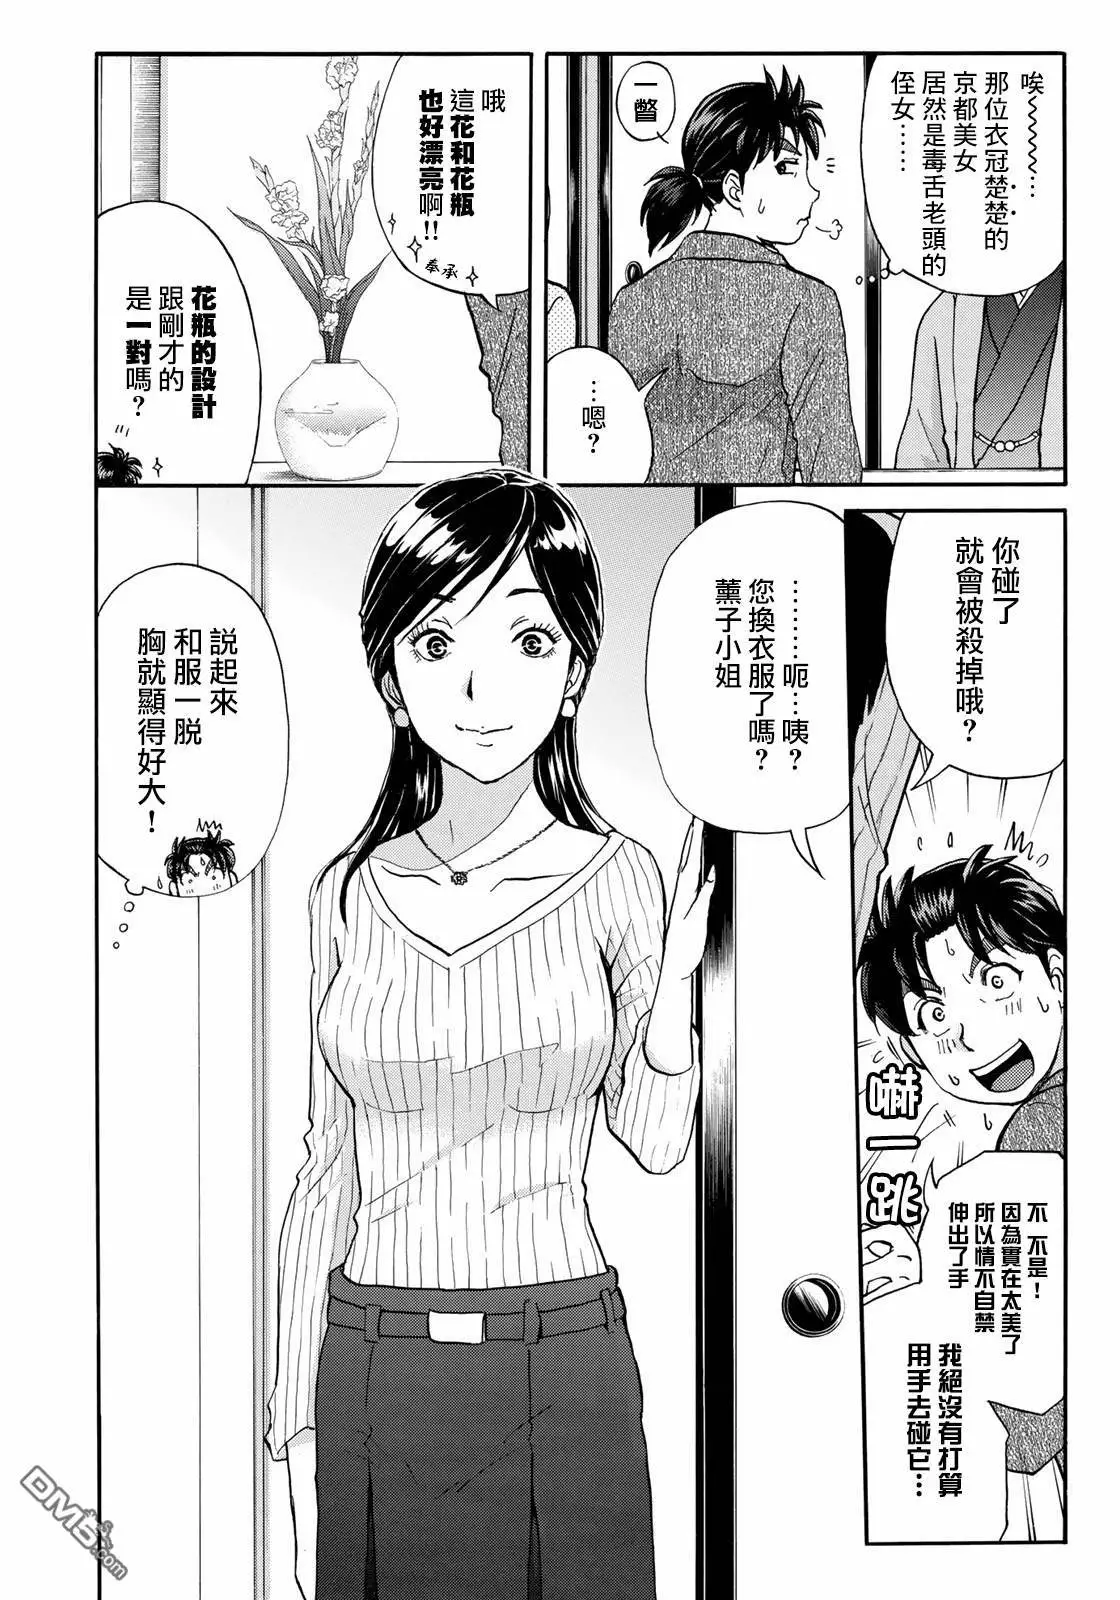 唉～～～～…
那位衣冠楚楚的
京都美女
居然是毒舌老頭的
侄女……
一瞥
…嗯?
哦
這花和花瓶
也好漂亮啊!!
奉承
花瓶的設計
跟剛才的
是一對嗎?
你碰了
就會被殺掉哦?
嚇一跳
不 不是!
因為實在太美了
所以情不自禁
伸出了手
我絕沒有打算
用手去碰它…
………呃…咦?
您換衣服了嗎?
薰子小姐
說起來
和服一脫
胸就顯得好大!
DM5.com